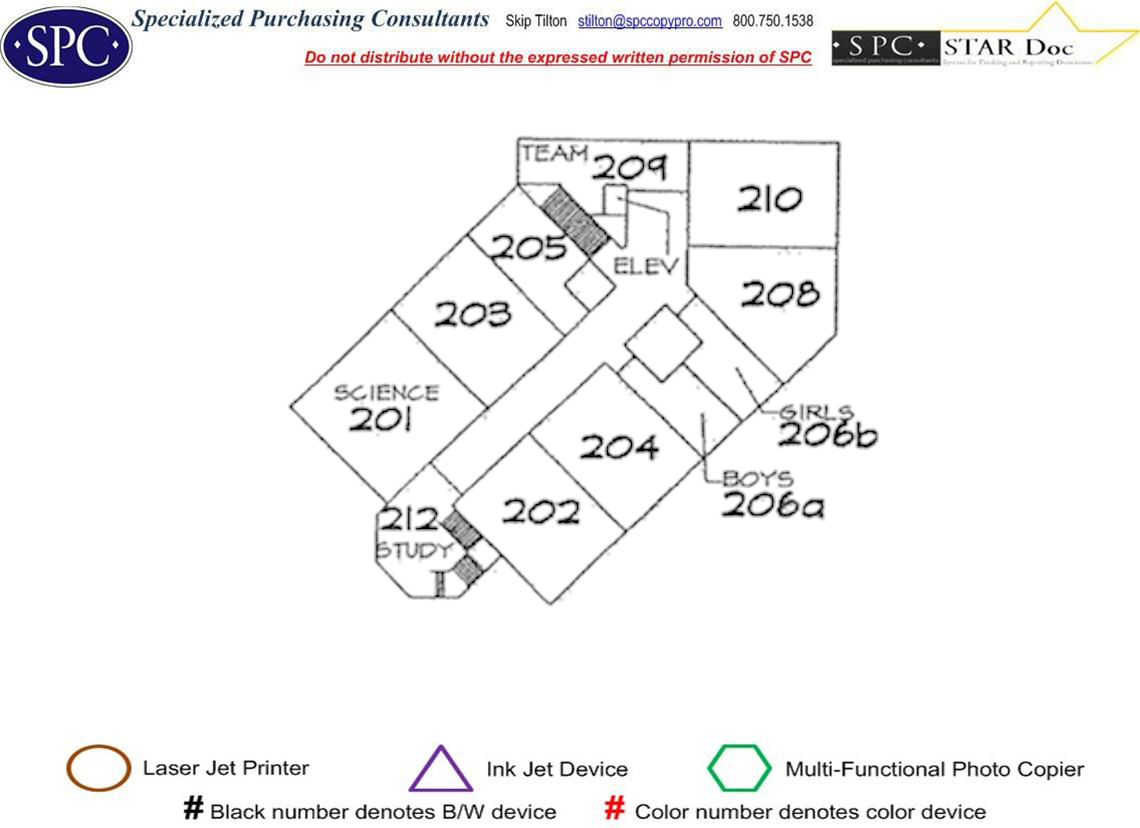 Specialized Purchasing Consultants Skip Tilton stilton@spccopypro.com 800.750.1538
·SPC·
Do not distribute without the expressed written permission of SPC
·SPC· STAR Doc
specialized purchasing consultants System for Tracking and Reporting Documents
TEAM 209
210
205
ELEV
208
203
SCIENCE
201
GIRLS
206b
204
BOYS
206a
212
STUDY
202
Laser Jet Printer Ink Jet Device Multi-Functional Photo Copier
# Black number denotes B/W device # Color number denotes color device